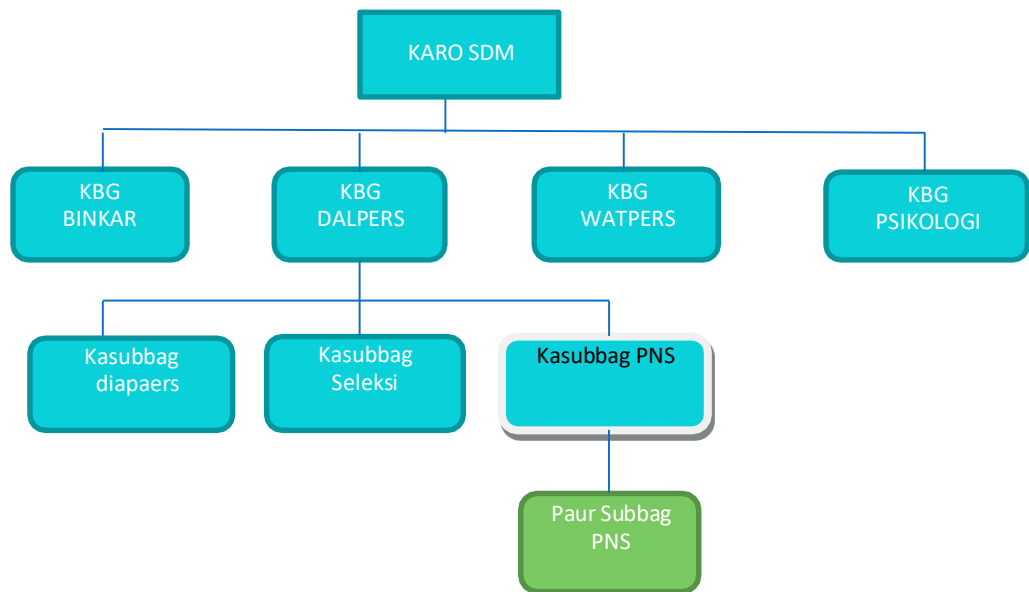 KARO SDM
KBG
BINKAR
KBG
DALPERS
KBG
WATPERS
KBG
PSIKOLOGI
Kasubbag
diapaers
Kasubbag
Seleksi
Kasubbag PNS
Paur Subbag
PNS